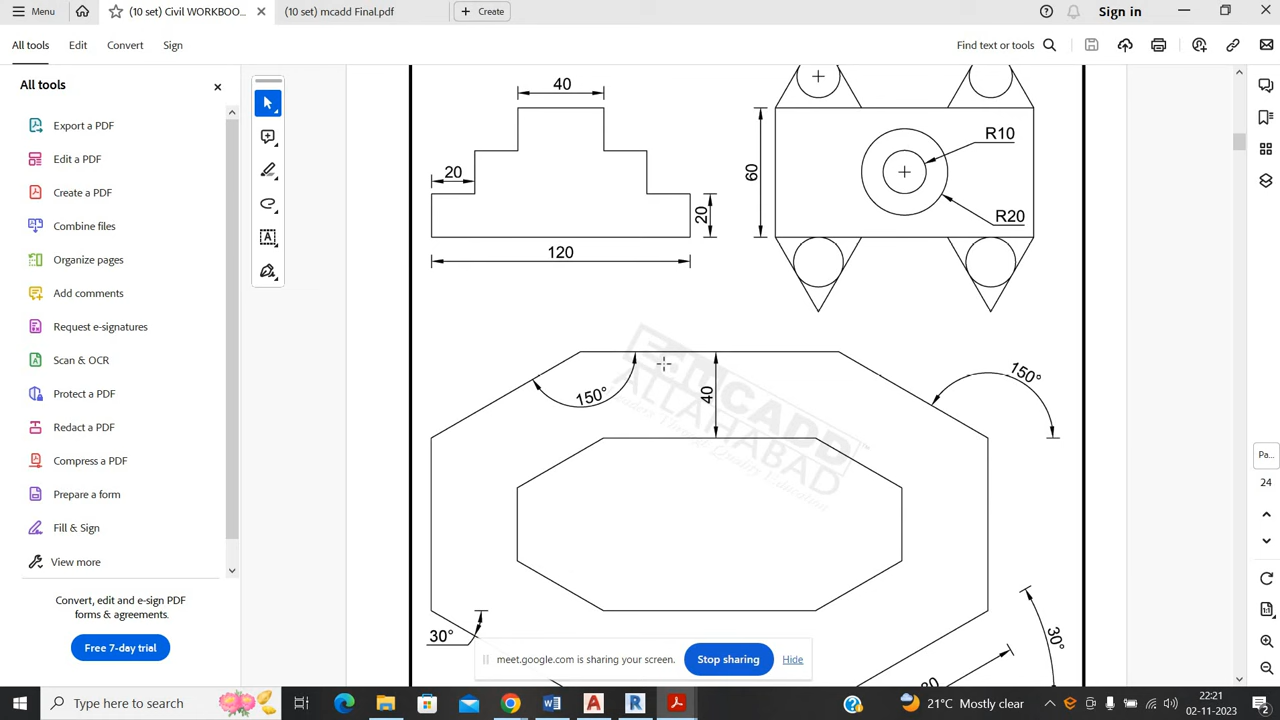 Menu
(10 set) Civil WORKBOO...
(10 set) mcadd Final.pdf
Create
Sign in
All tools
Edit
Convert
Sign
Find text or tools
All tools
Export a PDF
Edit a PDF
Create a PDF
Combine files
Organize pages
Add comments
Request e-signatures
Scan & OCR
Protect a PDF
Redact a PDF
Compress a PDF
Prepare a form
Fill & Sign
View more
Convert, edit and e-sign PDF
forms & agreements.
Free 7-day trial
40
20
20
120
60
R10
R20
150°
40
150°
30°
30°
ALLAHABAD
Pa...
24
meet.google.com is sharing your screen.
Stop sharing
Hide
Type here to search
21°C Mostly clear
22:21
02-11-2023
2